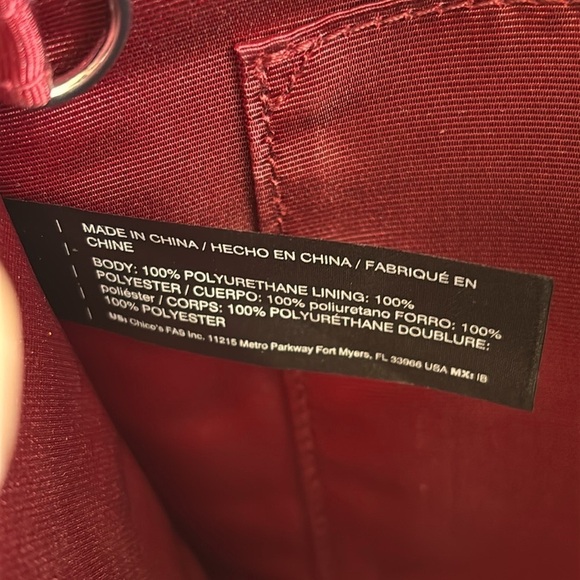 MADE IN CHINA / HECHO EN CHINA / FABRIQUÉ EN
CHINE
BODY: 100% POLYURETHANE LINING: 100%
POLYESTER / CUERPO: 100% poliuretano FORRO: 100%
poliéster / CORPS: 100% POLYURÉTHANE DOUBLURE:
100% POLYESTER
US: Chico's FAS Inc. 11215 Metro Parkway Fort Myers, FL 33966 USA MX: IB